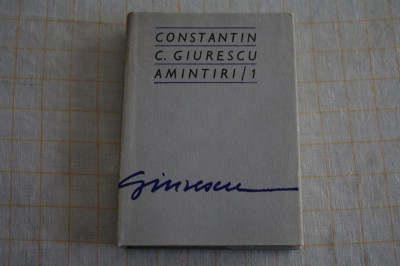 CONSTANTIN
C. GIURESCU
AMINTIRI/1
Giurescu